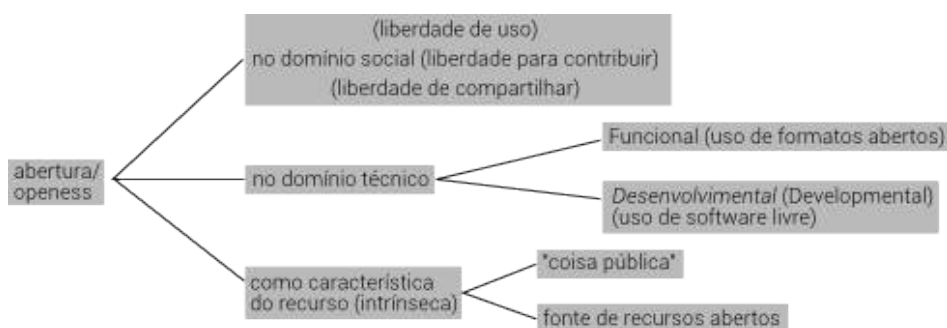 (liberdade de uso)
no domínio social (liberdade para contribuir)
(liberdade de compartilhar)
Funcional (uso de formatos abertos)
abertura/
openess
no domínio técnico
Desenvolvimental (Developmental)
(uso de software livre)
"coisa pública"
como característica
do recurso (intrínseca)
fonte de recursos abertos